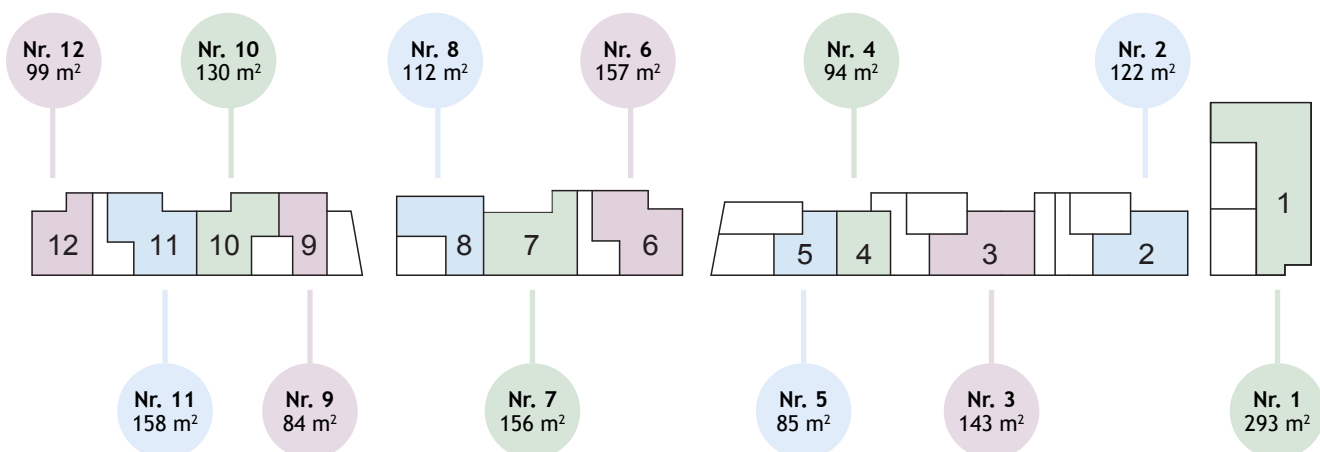 Nr. 12
99 m²
Nr. 10
130 m²
Nr. 8
112 m²
Nr. 6
157 m²
Nr. 4
94 m²
Nr. 2
122 m²
12
11
10
9
8
7
6
5
4
3
2
1
Nr. 11
158 m²
Nr. 9
84 m²
Nr. 7
156 m²
Nr. 5
85 m²
Nr. 3
143 m²
Nr. 1
293 m²